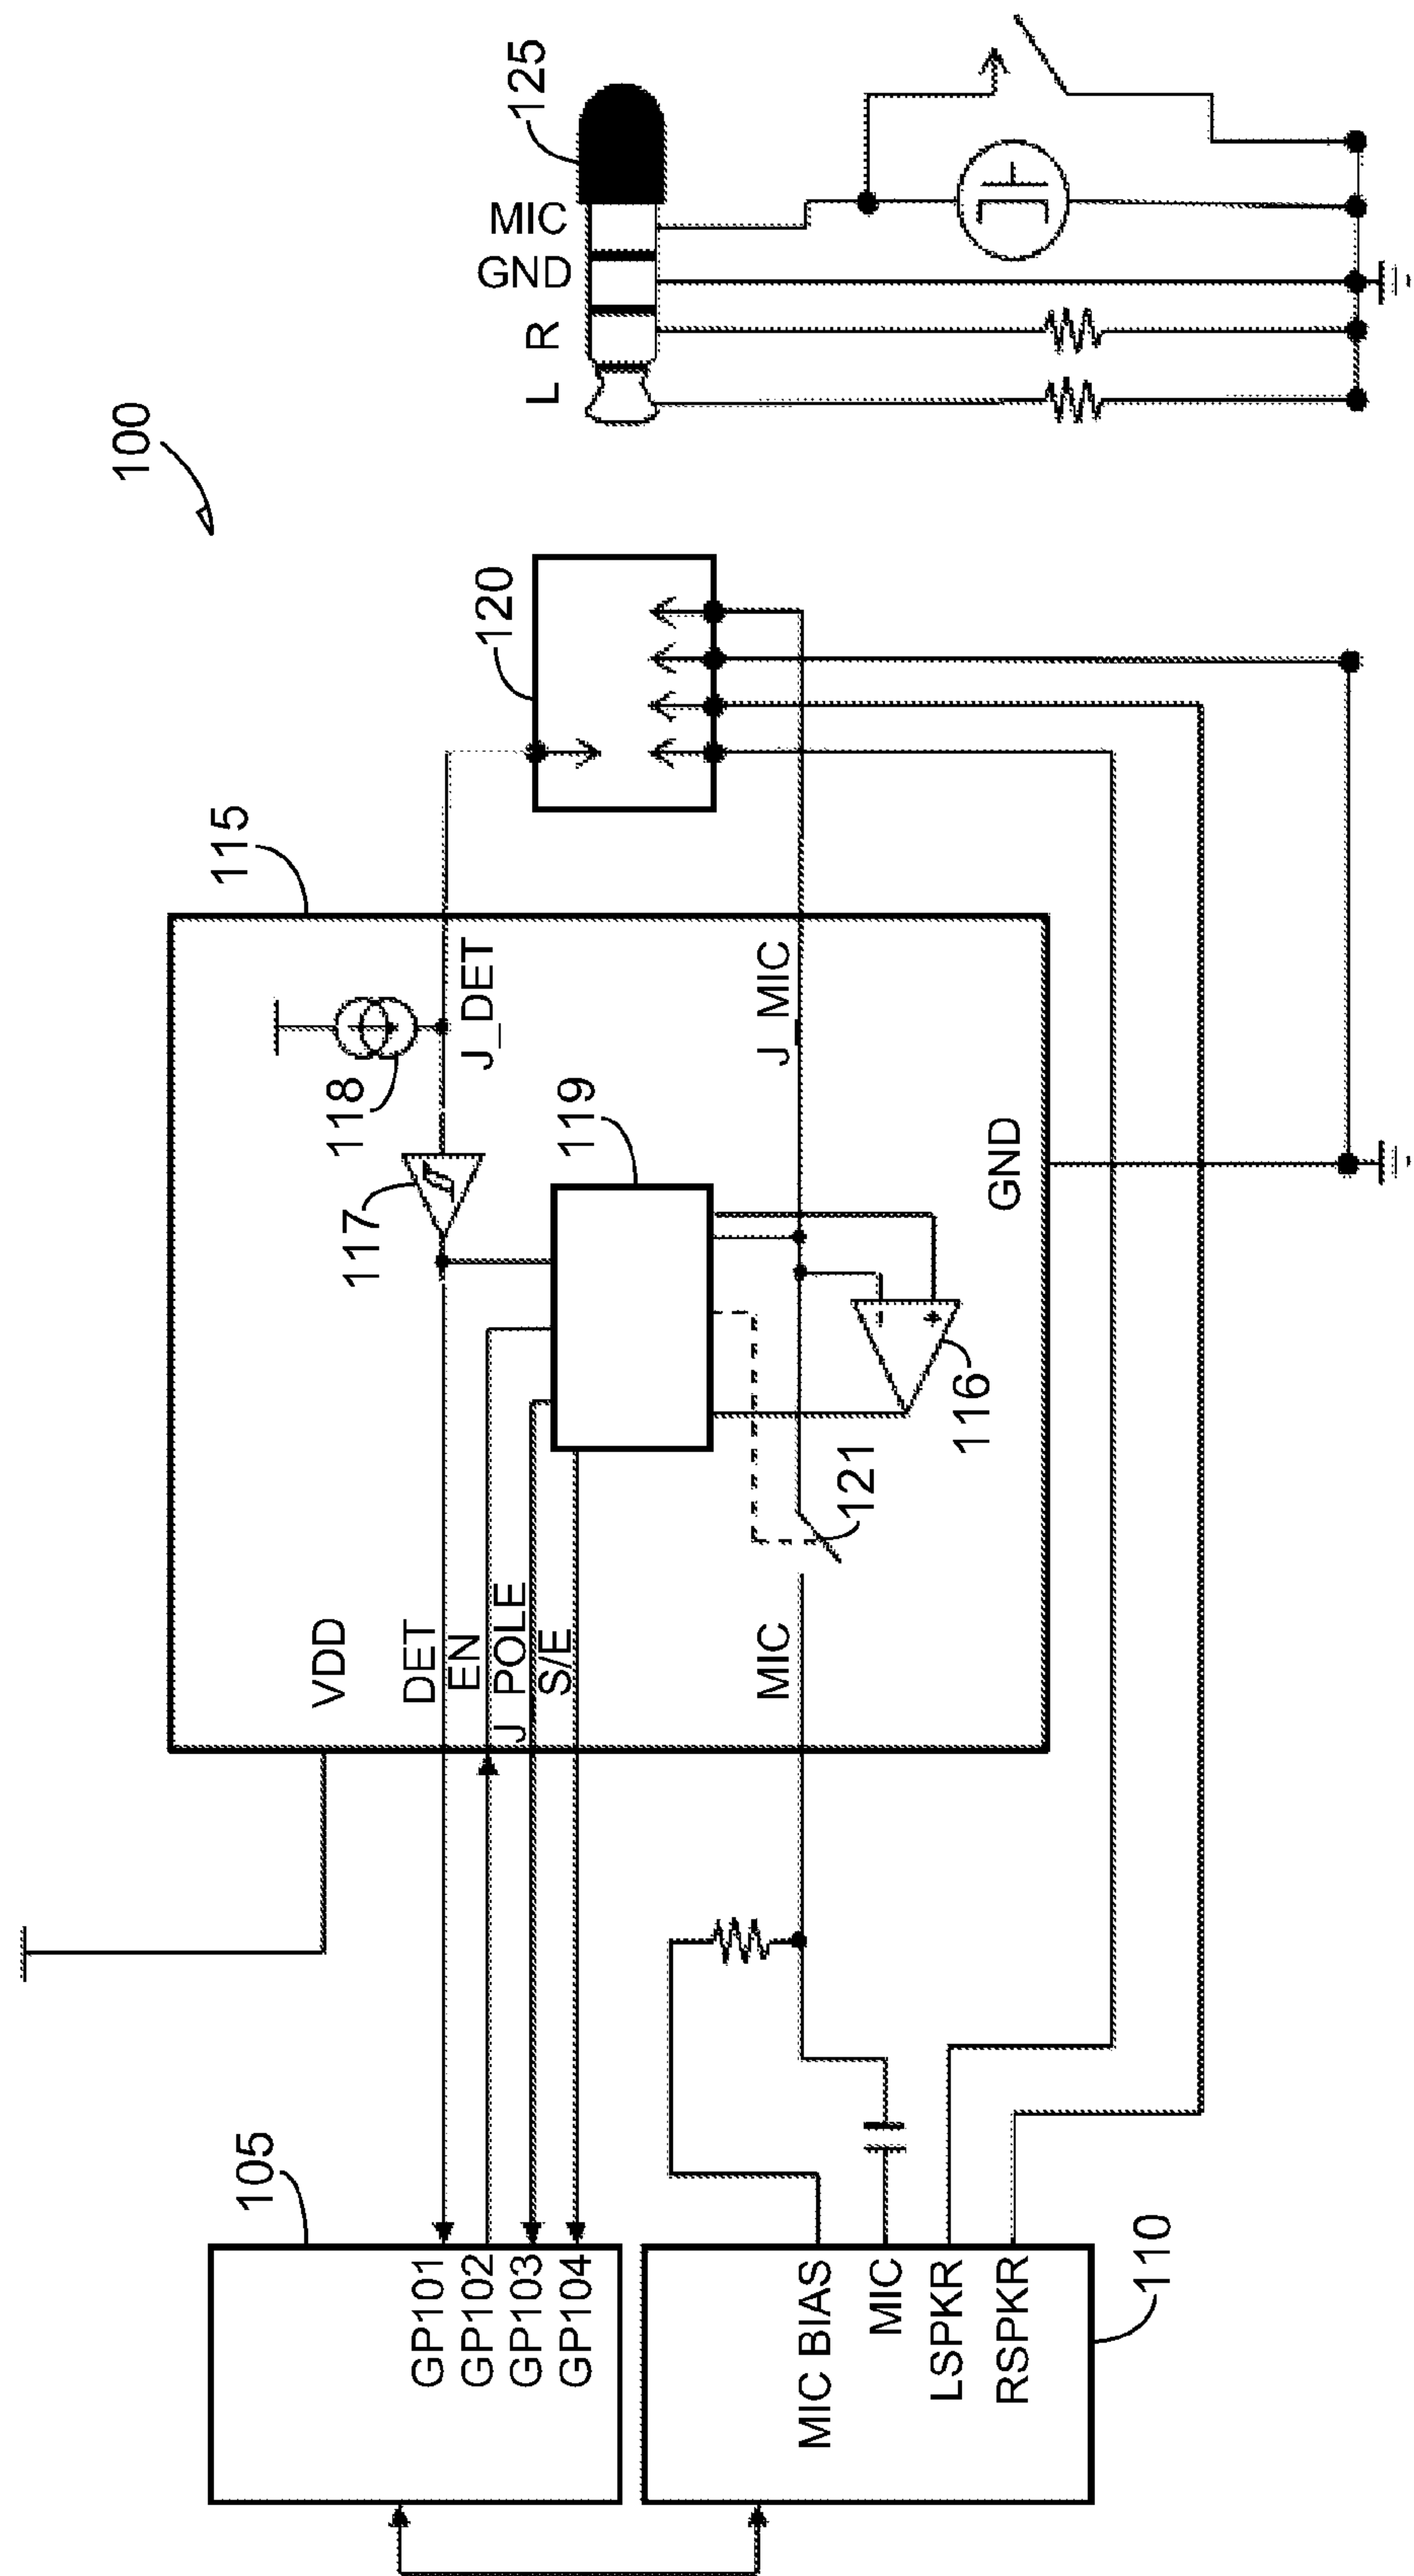 100
105
GP101
GP102
GP103
GP104
MIC BIAS
MIC
LSPKR
RSPKR
110
VDD
DET
EN
J_POLE
S/E
MIC
115
117
118
J_DET
119
J_MIC
121
116
GND
120
L
R
GND
MIC
125